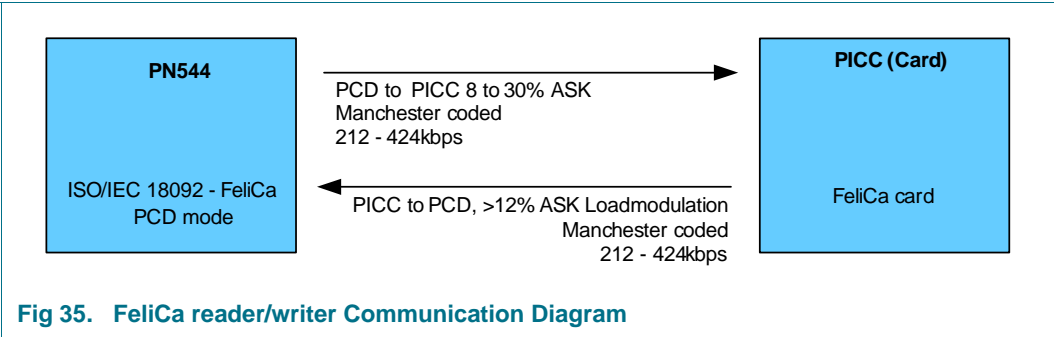 PN544
ISO/IEC 18092 - FeliCa
PCD mode
PCD to PICC 8 to 30% ASK
Manchester coded
212 - 424kbps
PICC to PCD, >12% ASK Loadmodulation
Manchester coded
212 - 424kbps
PICC (Card)
FeliCa card
Fig 35. FeliCa reader/writer Communication Diagram